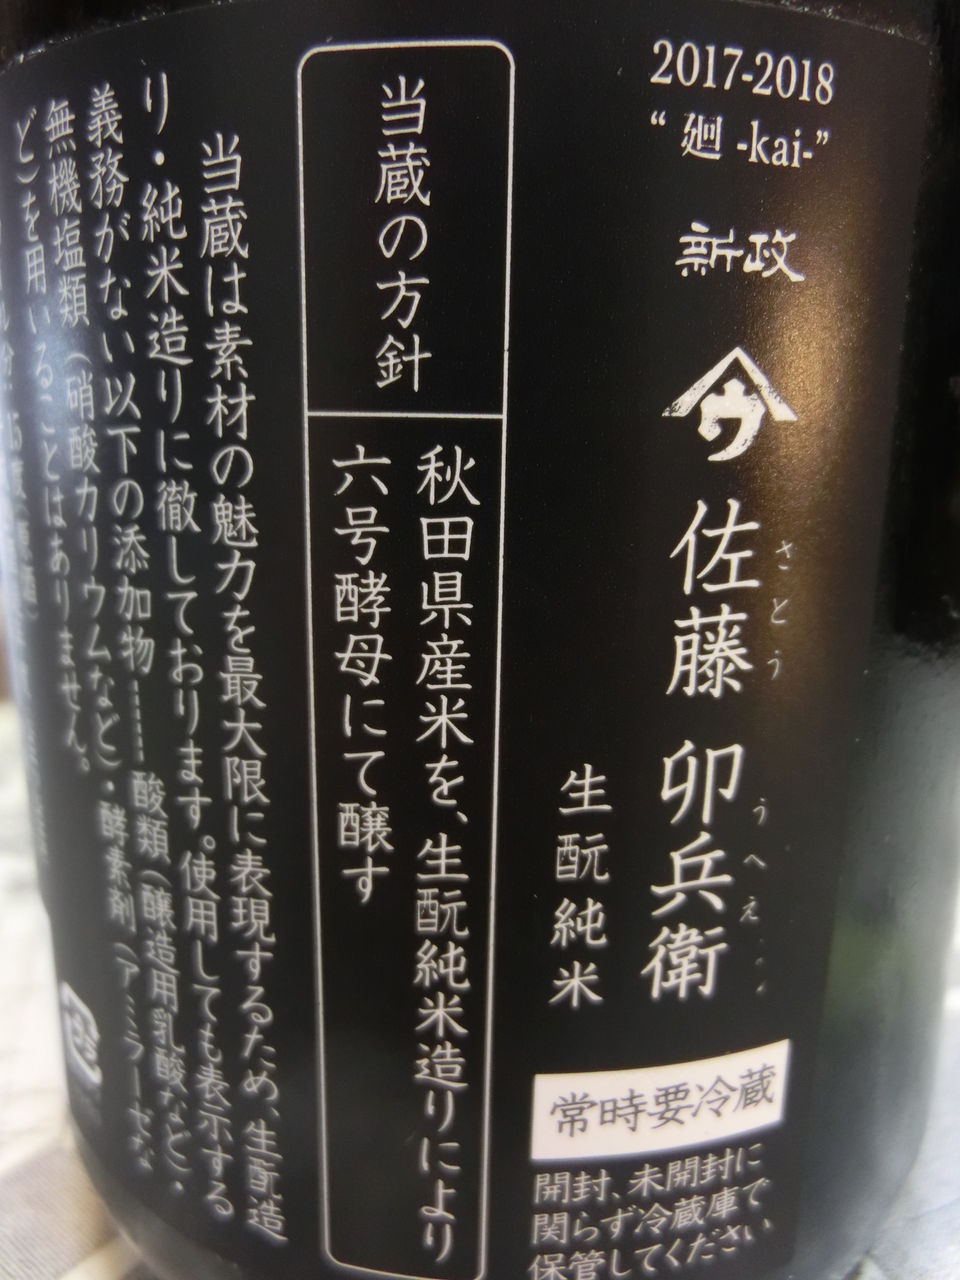 2017-2018
“廻 -kai-”
新政
サ
佐藤 卯兵衛
さとう うへえ
生酛純米
常時要冷蔵
開封、未開封に
関らず冷蔵庫で
保管してください
当蔵の方針
秋田県産米を、生酛純米造りにより
六号酵母にて醸す
当蔵は素材の魅力を最大限に表現するため、生酛造
り・純米造りに徹しております。使用しても表示する
義務がない以下の添加物……酸類（醸造用乳酸など）・
無機塩類（硝酸カリウムなど）・酵素剤（アミラーゼな
ど）を用いることはありません。